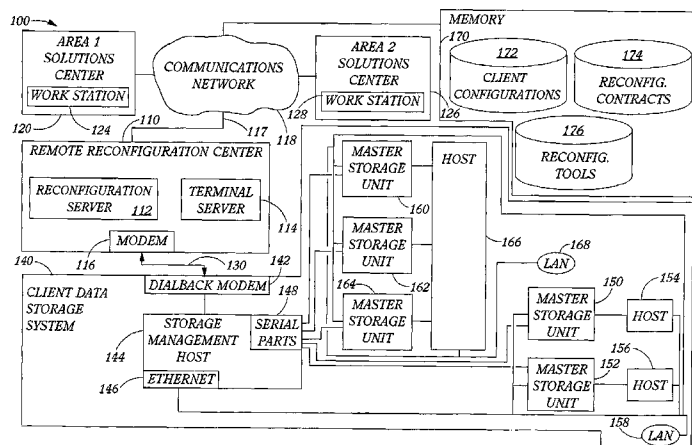 100
AREA 1
SOLUTIONS
CENTER
WORK STATION
120
124
COMMUNICATIONS
NETWORK
110
117
118
AREA 2
SOLUTIONS
CENTER
128
WORK STATION
126
MEMORY
170
172
CLIENT
CONFIGURATIONS
174
RECONFIG.
CONTRACTS
176
RECONFIG.
TOOLS
REMOTE RECONFIGURATION CENTER
RECONFIGURATION
SERVER 112
TERMINAL
SERVER
114
MODEM
116
130
140
142
DIALBACK MODEM
148
CLIENT DATA
STORAGE
SYSTEM
144
STORAGE
MANAGEMENT
HOST
SERIAL
PARTS
146
ETHERNET
MASTER
STORAGE
UNIT
160
MASTER
STORAGE
UNIT
162
164
MASTER
STORAGE
UNIT
HOST
166
168
LAN
150
MASTER
STORAGE
UNIT
154
HOST
156
MASTER
STORAGE
UNIT
152
HOST
158
LAN